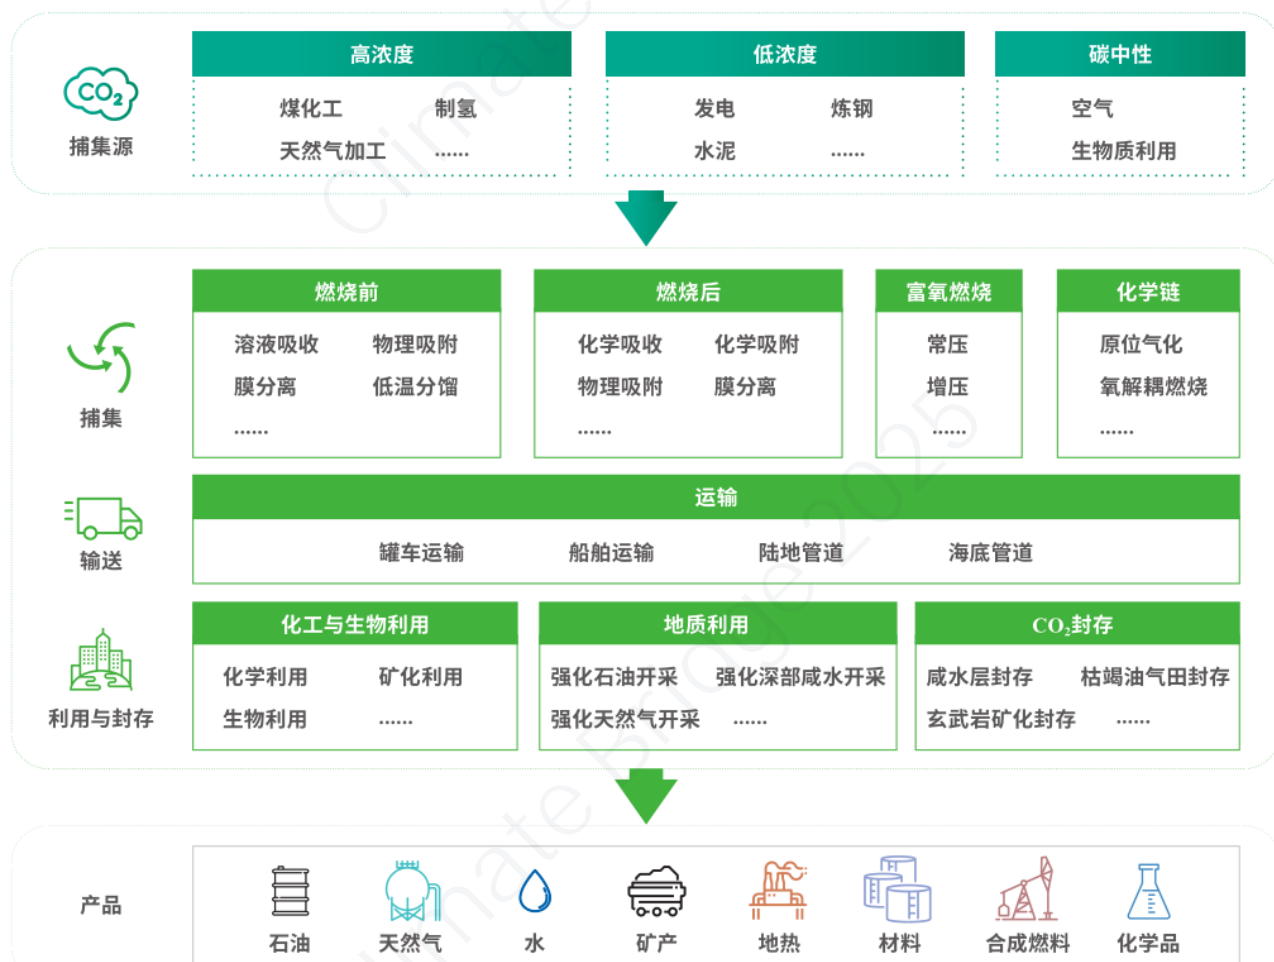 高浓度 低浓度 碳中性
CO₂
煤化工 制氢 发电 炼钢 空气
捕集源
天然气加工 ...... 水泥 ...... 生物质利用
燃烧前 燃烧后 富氧燃烧 化学链
溶液吸收 物理吸附 化学吸收 化学吸附 常压 原位气化
膜分离 低温分馏 物理吸附 膜分离 增压 氧解耦燃烧
捕集
...... ...... ...... ......
运输
输送
罐车运输 船舶运输 陆地管道 海底管道
化工与生物利用 地质利用 CO₂封存
化学利用 矿化利用 强化石油开采 强化深部咸水开采 咸水层封存 枯竭油气田封存
利用与封存
生物利用 ...... 强化天然气开采 ...... 玄武岩矿化封存 ......
产品
石油 天然气 水 矿产 地热 材料 合成燃料 化学品
Climate Bridge 2025
Climate